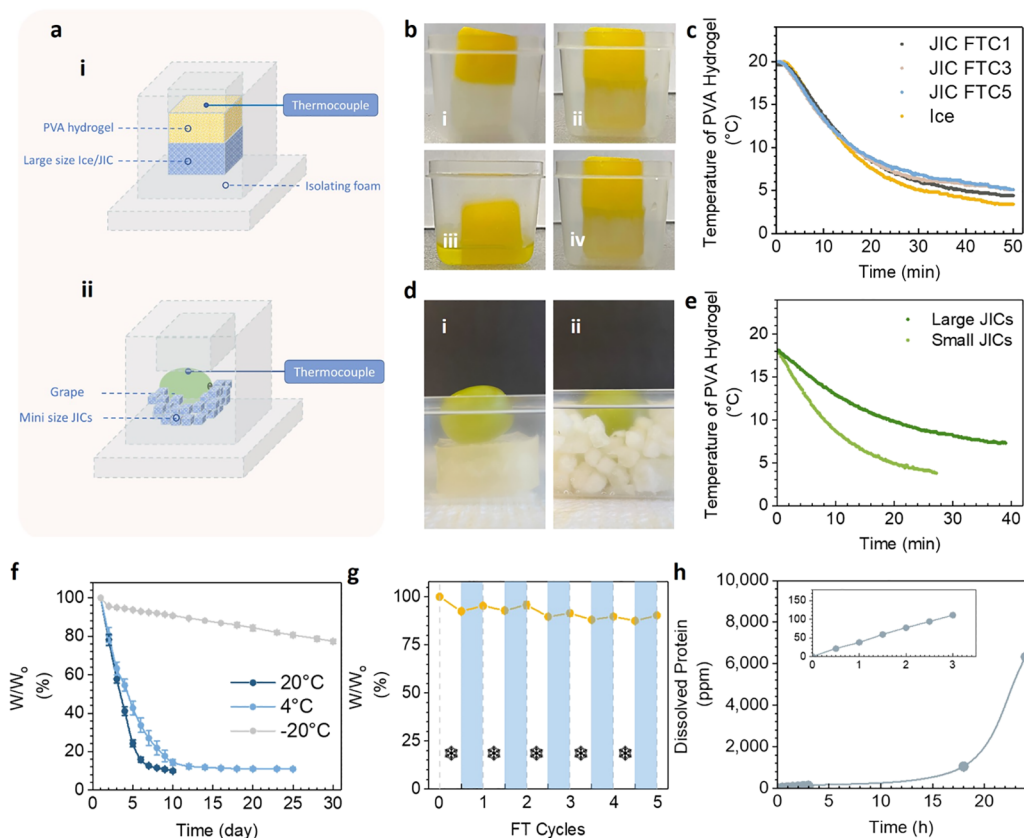 a
i
Thermocouple
PVA hydrogel
Large size Ice/JIC
Isolating foam
ii
Thermocouple
Grape
Mini size JICs
b
i
ii
iii
iv
c
JIC FTC1
JIC FTC3
JIC FTC5
Ice
Temperature of PVA Hydrogel
(°C)
20
15
10
5
0
0 10 20 30 40 50
Time (min)
d
i
ii
e
Large JICs
Small JICs
Temperature of PVA Hydrogel
(°C)
20
15
10
5
0
0 10 20 30 40
Time (min)
f
W/Wo
(%)
100
80
60
40
20
0
20°C
4°C
-20°C
0 5 10 15 20 25 30
Time (day)
g
W/Wo
(%)
100
75
50
25
0
0 1 2 3 4 5
FT Cycles
h
Dissolved Protein
(ppm)
10,000
8,000
6,000
4,000
2,000
0
150
100
50
0
0 1 2 3
0 8 16 24
Time (h)